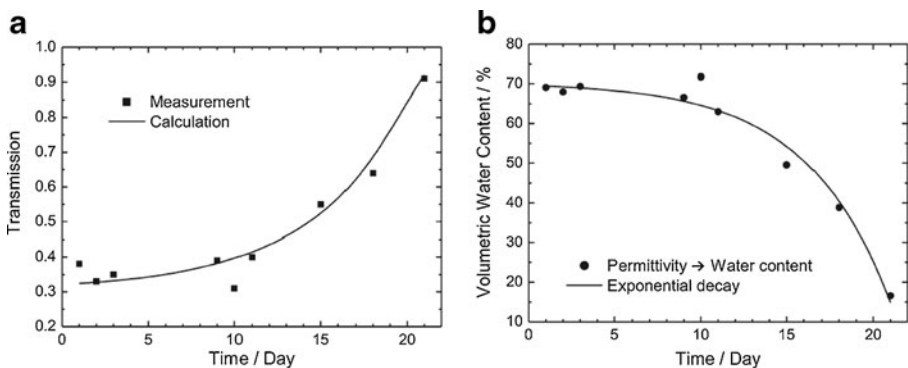 a
1.0
0.9
0.8
0.7
0.6
0.5
0.4
0.3
0.2
Transmission
Measurement
Calculation
0 5 10 15 20
Time / Day
b
80
70
60
50
40
30
20
10
Volumetric Water Content / %
Permittivity → Water content
Exponential decay
0 5 10 15 20
Time / Day